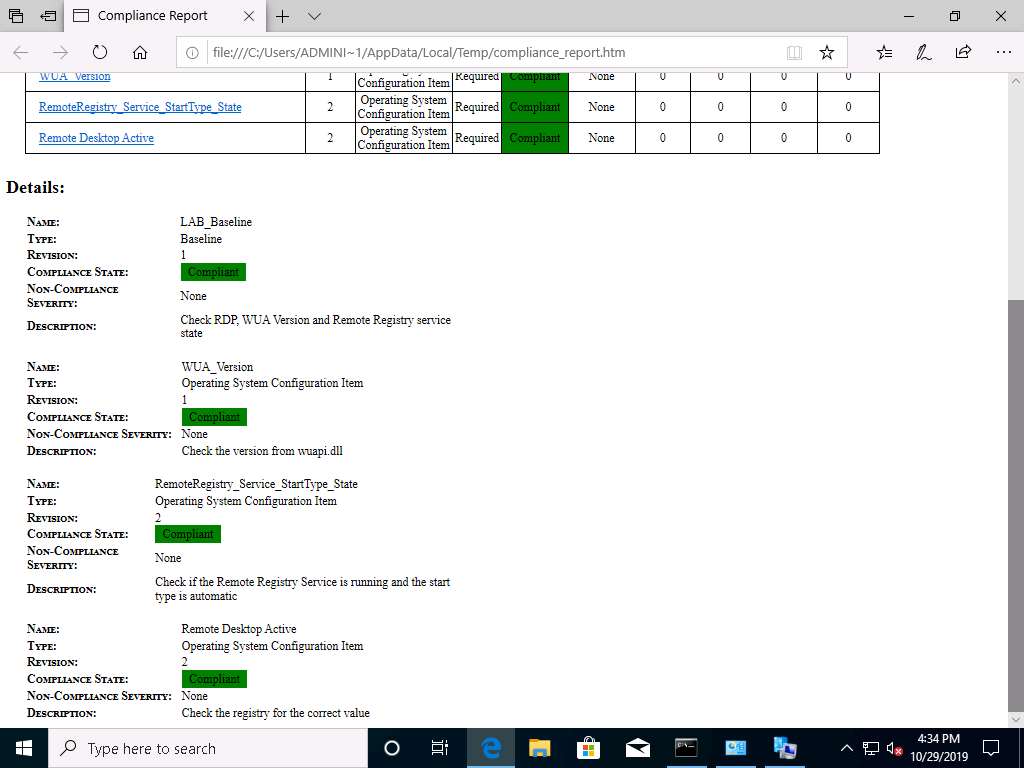 Compliance Report
file:///C:/Users/ADMINI~1/AppData/Local/Temp/compliance_report.htm
WUA_Version 1 Configuration Item Required Compliant None 0 0 0 0
RemoteRegistry_Service_StartType_State 2 Operating System Configuration Item Required Compliant None 0 0 0 0
Remote Desktop Active 2 Operating System Configuration Item Required Compliant None 0 0 0 0
Details:
Name: LAB_Baseline
Type: Baseline
Revision: 1
Compliance State: Compliant
Non-Compliance Severity: None
Description: Check RDP, WUA Version and Remote Registry service
state
Name: WUA_Version
Type: Operating System Configuration Item
Revision: 1
Compliance State: Compliant
Non-Compliance Severity: None
Description: Check the version from wuapi.dll
Name: RemoteRegistry_Service_StartType_State
Type: Operating System Configuration Item
Revision: 2
Compliance State: Compliant
Non-Compliance Severity: None
Description: Check if the Remote Registry Service is running and the start
type is automatic
Name: Remote Desktop Active
Type: Operating System Configuration Item
Revision: 2
Compliance State: Compliant
Non-Compliance Severity: None
Description: Check the registry for the correct value
Type here to search
4:34 PM
10/29/2019